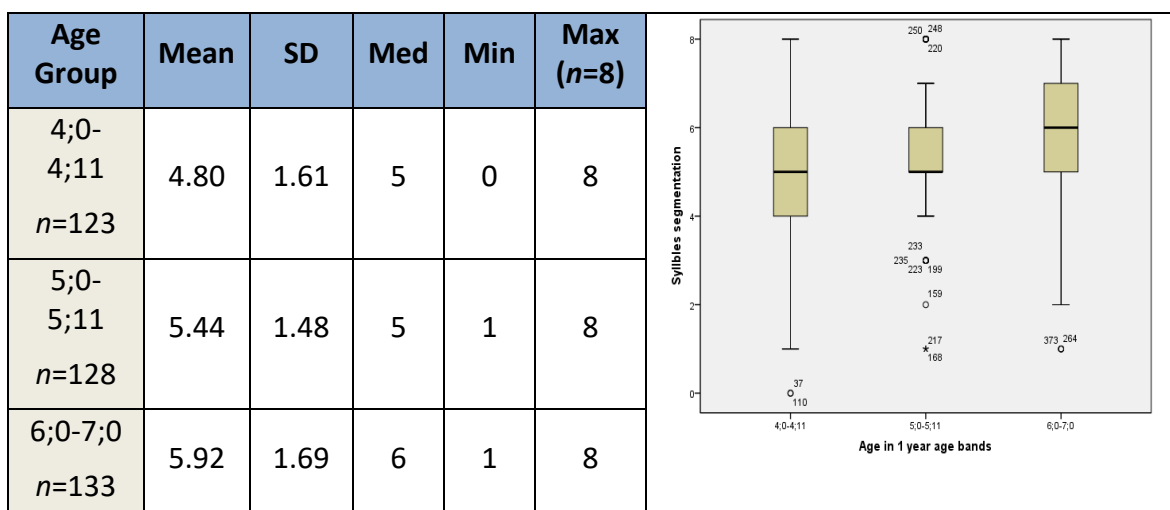 Age Group Mean SD Med Min Max (n=8)
4;0-
4;11
n=123
4.80 1.61 5 0 8
5;0-
5;11
n=128
5.44 1.48 5 1 8
6;0-7;0
n=133
5.92 1.69 6 1 8
Syllbles segmentation
8
6
4
2
0
250 248
220
233
235
223 199
159
217
168
37
110
373 264
4;0-4;11 5;0-5;11 6;0-7;0
Age in 1 year age bands